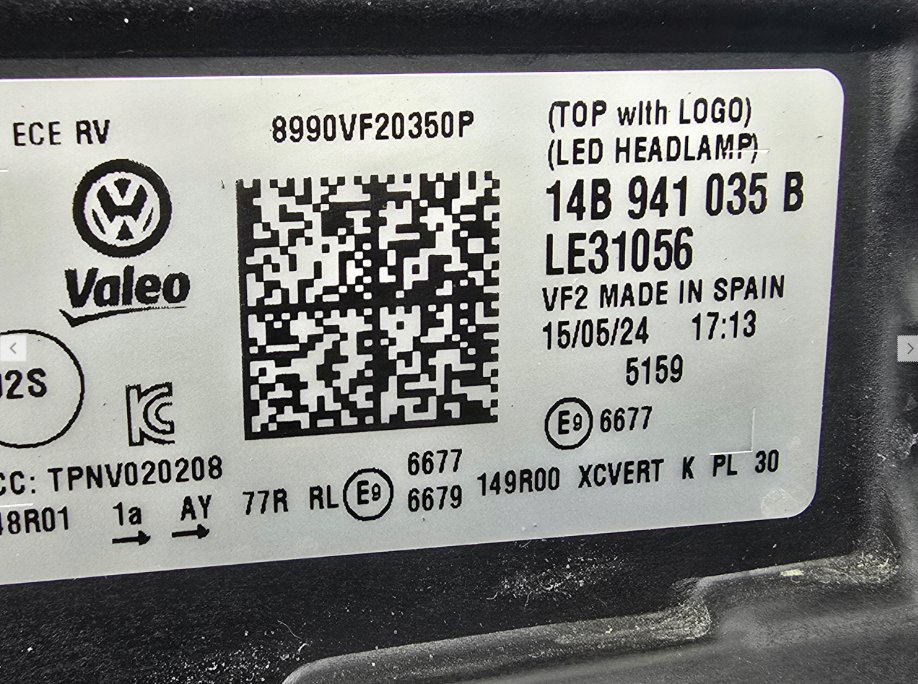 ECE RV
8990VF20350P
(TOP with LOGO)
(LED HEADLAMP)
14B 941 035 B
LE31056
Valeo
VF2 MADE IN SPAIN
15/05/24 17:13
5159
02S
E9 6677
CC: TPNV020208
48R01 1a AY 77R RL E9 6677 6679 149R00 XCVERT K PL 30